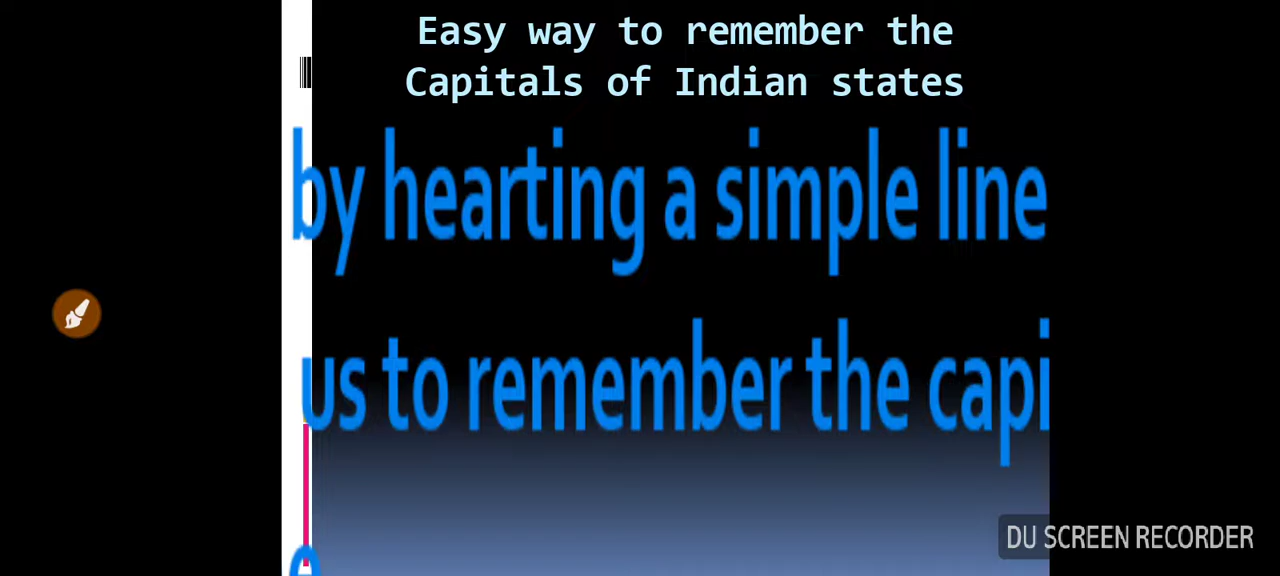 Easy way to remember the
Capitals of Indian states
by hearting a simple line
us to remember the capi
DU SCREEN RECORDER